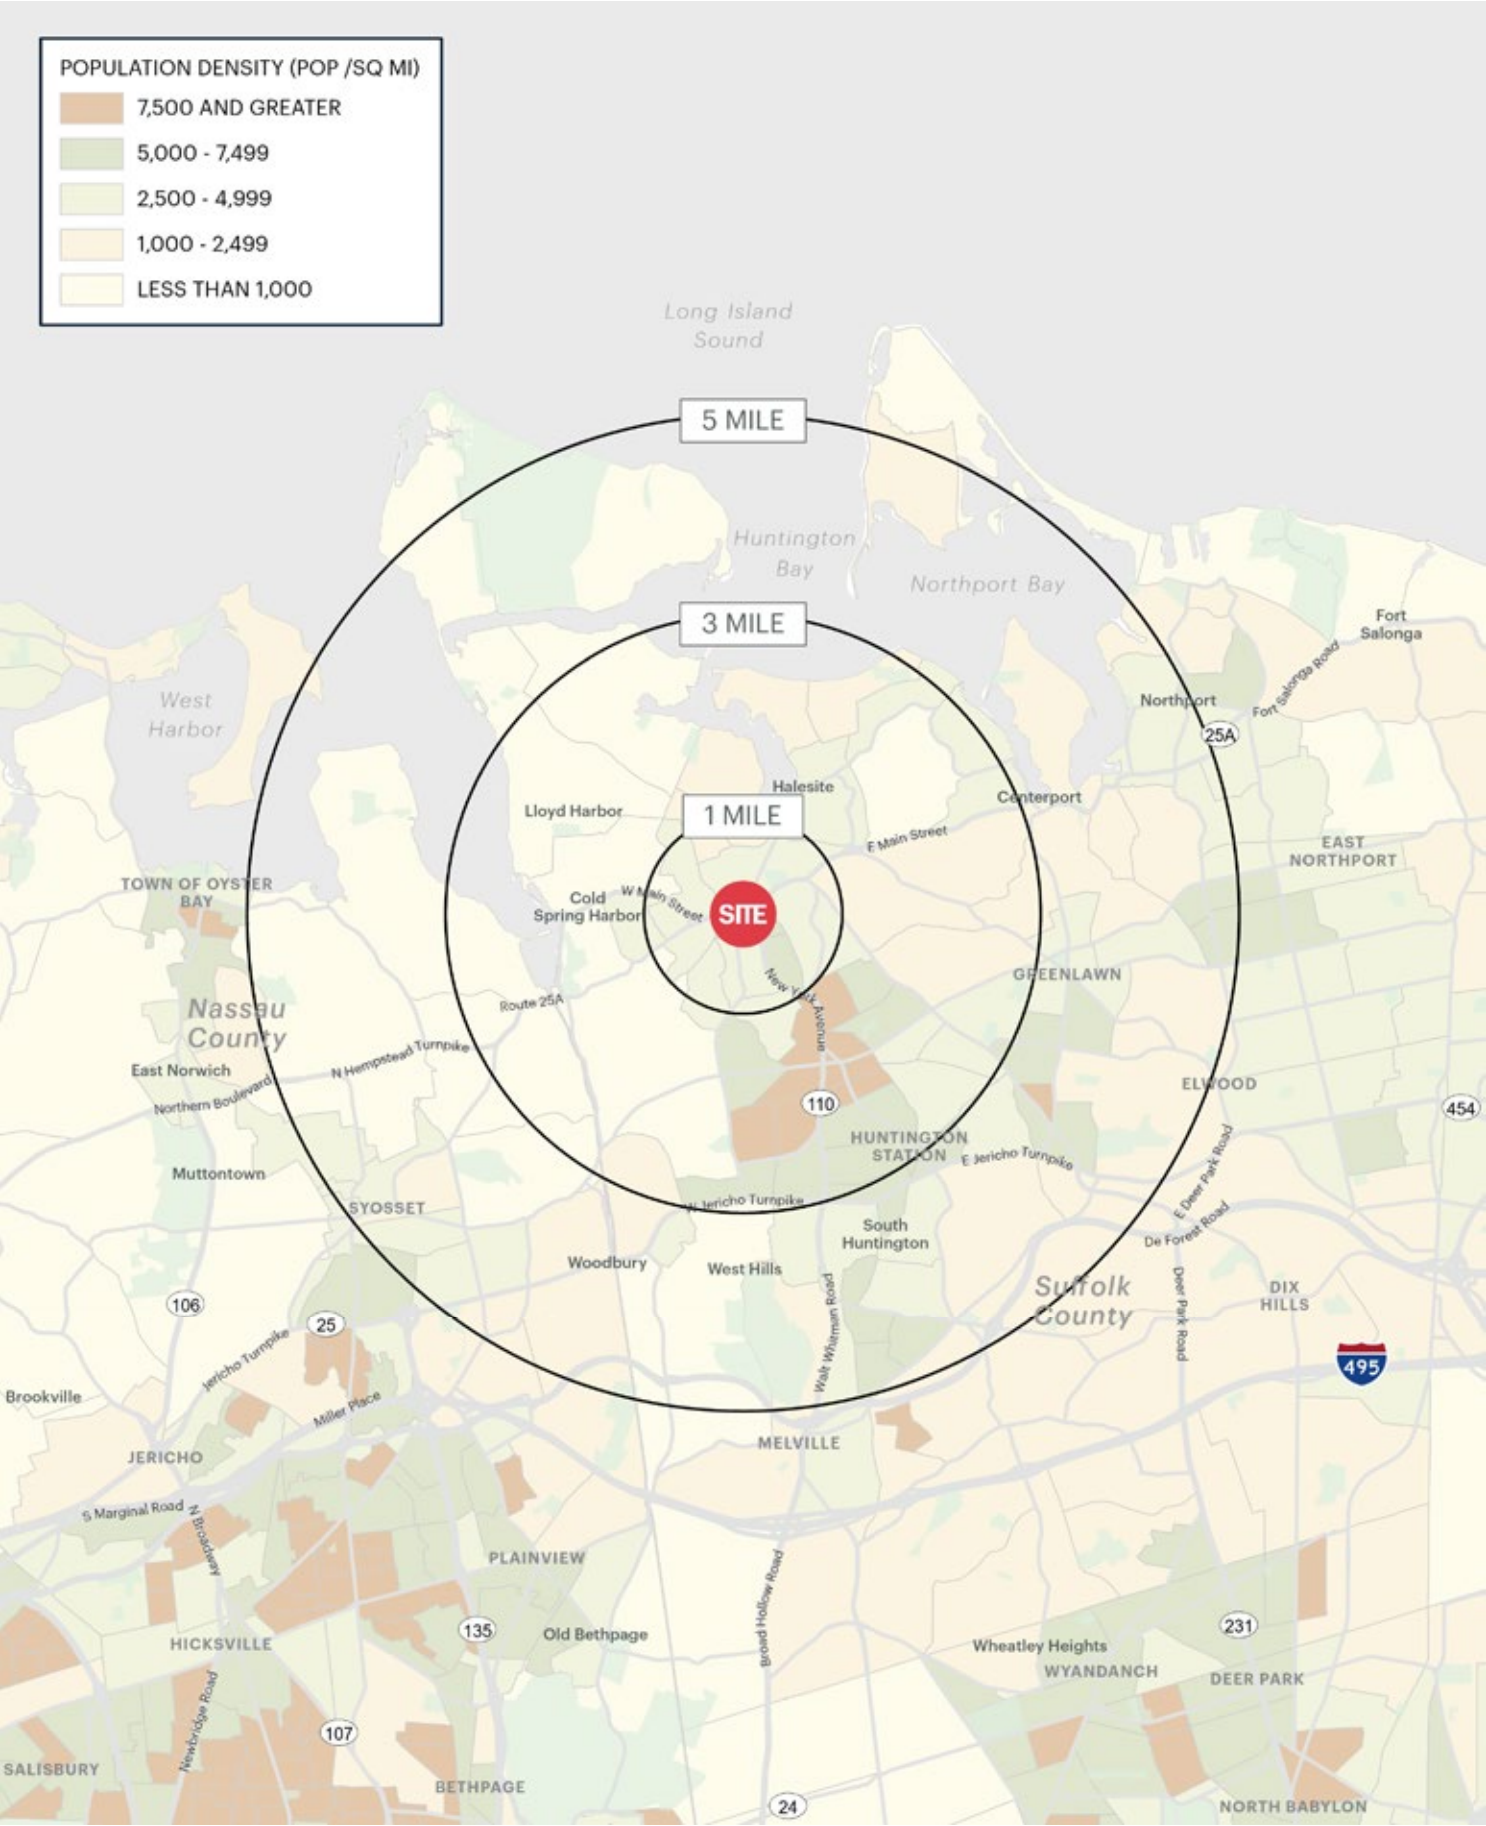 POPULATION DENSITY (POP /SQ MI)
7,500 AND GREATER
5,000 - 7,499
2,500 - 4,999
1,000 - 2,499
LESS THAN 1,000
Long Island
Sound
5 MILE
Huntington
Bay
Northport Bay
3 MILE
Fort
Salonga
Fort Salonga Road
West
Harbor
Northport
25A
Halesite
Centerport
Lloyd Harbor
1 MILE
E Main Street
EAST
NORTHPORT
TOWN OF OYSTER
BAY
Cold
Spring Harbor
W Main Street
SITE
GREENLAWN
New York Avenue
Route 25A
Nassau
County
N Hempstead Turnpike
East Norwich
Northern Boulevard
ELWOOD
110
454
HUNTINGTON
STATION
E Jericho Turnpike
E Deer Park Road
Muttontown
SYOSSET
W Jericho Turnpike
South
Huntington
De Forest Road
Woodbury
West Hills
Suffolk
County
DIX
HILLS
106
25
Jericho Turnpike
Walt Whitman Road
Deer Park Road
495
Brookville
Miller Place
MELVILLE
JERICHO
S Marginal Road
N Broadway
PLAINVIEW
Broad Hollow Road
135
Old Bethpage
231
HICKSVILLE
Wheatley Heights
WYANDANCH
DEER PARK
Newbridge Road
107
SALISBURY
BETHPAGE
24
NORTH BABYLON